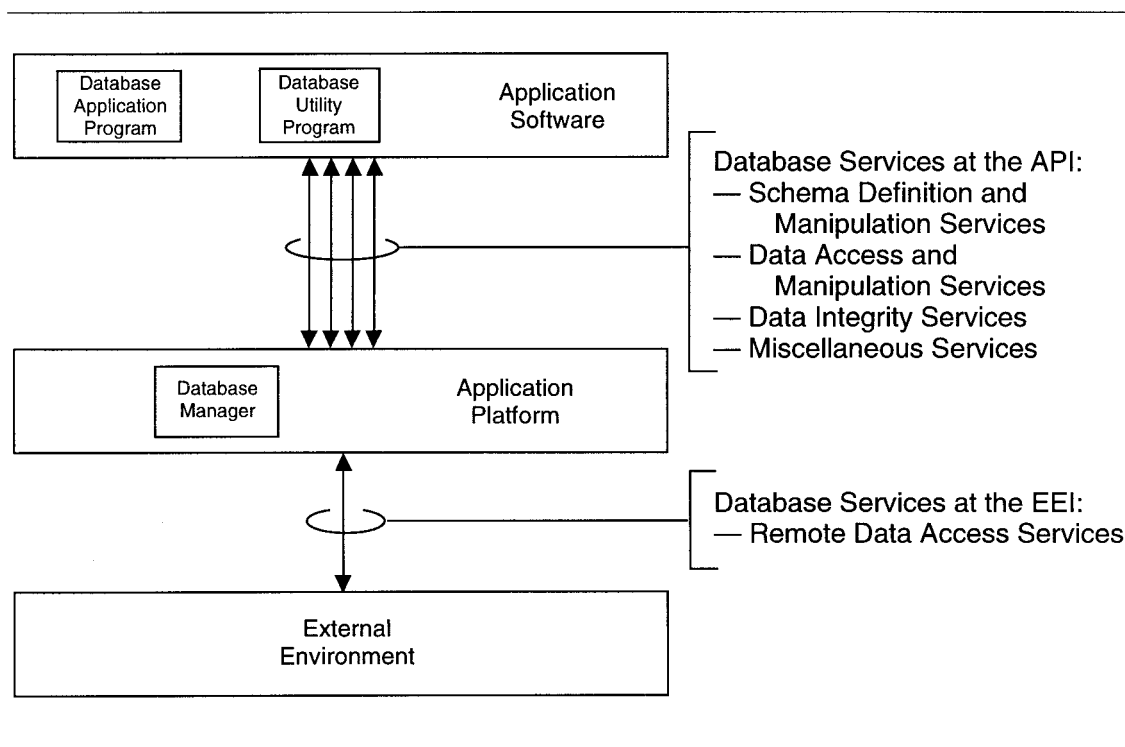 Database
Application
Program
Database
Utility
Program
Application
Software
Database Services at the API:
— Schema Definition and
Manipulation Services
— Data Access and
Manipulation Services
— Data Integrity Services
— Miscellaneous Services
Database
Manager
Application
Platform
Database Services at the EEI:
— Remote Data Access Services
External
Environment